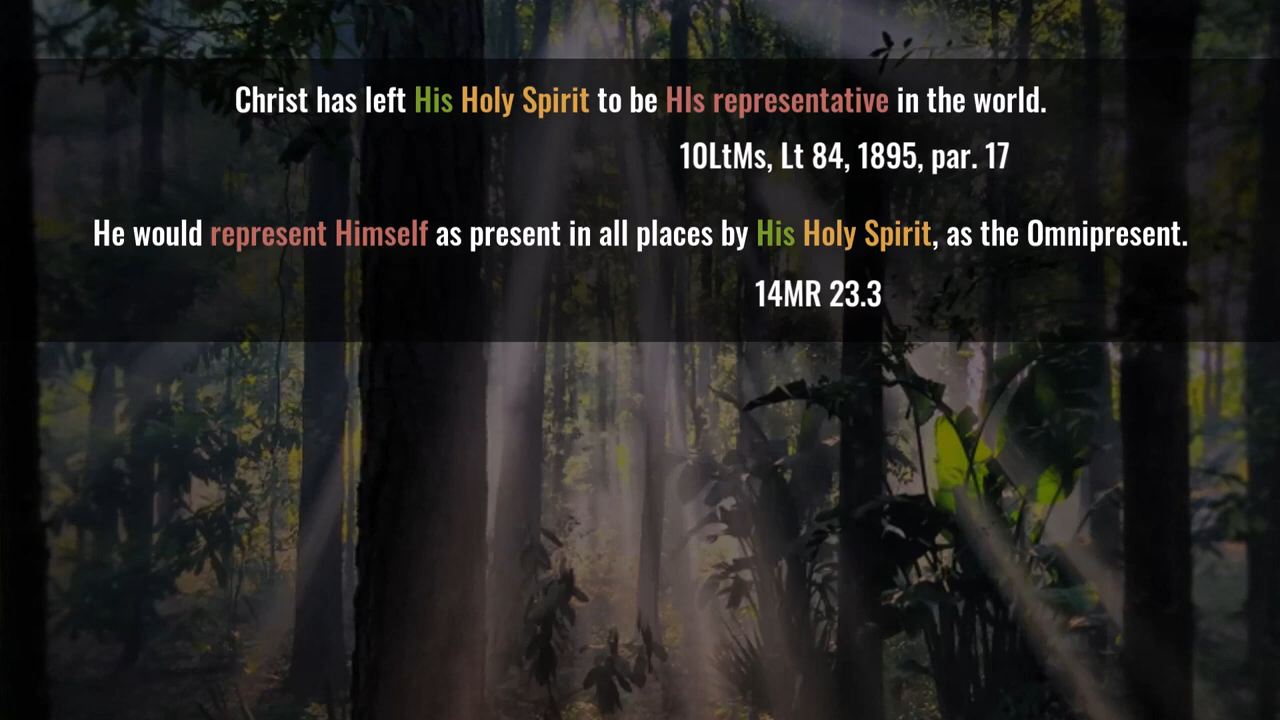 Christ has left His Holy Spirit to be HIs representative in the world.
10LtMs, Lt 84, 1895, par. 17
He would represent Himself as present in all places by His Holy Spirit, as the Omnipresent.
14MR 23.3